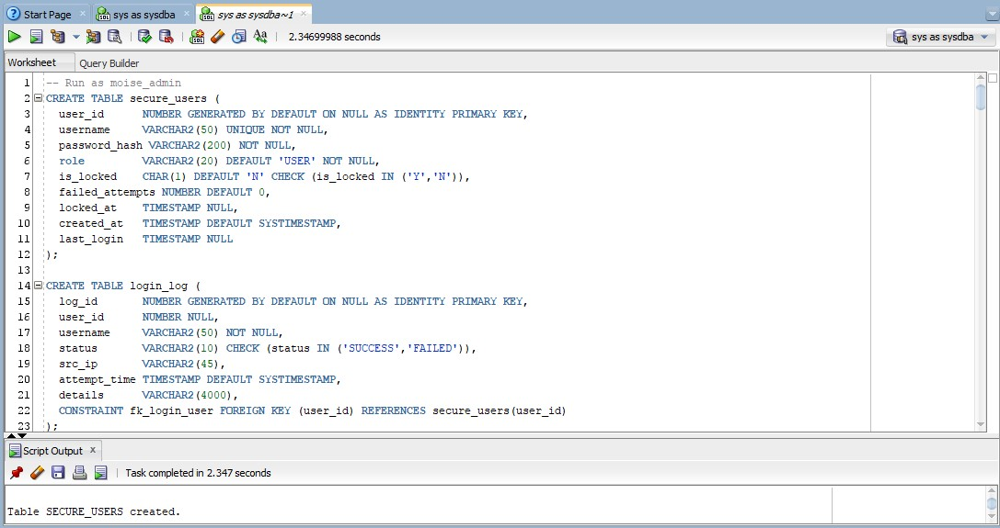 Start Page
sys as sysdba
sys as sysdba~1
2.34699988 seconds
sys as sysdba
Worksheet
Query Builder
1 -- Run as moise_admin
2 CREATE TABLE secure_users (
3 user_id NUMBER GENERATED BY DEFAULT ON NULL AS IDENTITY PRIMARY KEY,
4 username VARCHAR2(50) UNIQUE NOT NULL,
5 password_hash VARCHAR2(200) NOT NULL,
6 role VARCHAR2(20) DEFAULT 'USER' NOT NULL,
7 is_locked CHAR(1) DEFAULT 'N' CHECK (is_locked IN ('Y','N')),
8 failed_attempts NUMBER DEFAULT 0,
9 locked_at TIMESTAMP NULL,
10 created_at TIMESTAMP DEFAULT SYSTIMESTAMP,
11 last_login TIMESTAMP NULL
12 );
13
14 CREATE TABLE login_log (
15 log_id NUMBER GENERATED BY DEFAULT ON NULL AS IDENTITY PRIMARY KEY,
16 user_id NUMBER NULL,
17 username VARCHAR2(50) NOT NULL,
18 status VARCHAR2(10) CHECK (status IN ('SUCCESS','FAILED')),
19 src_ip VARCHAR2(45),
20 attempt_time TIMESTAMP DEFAULT SYSTIMESTAMP,
21 details VARCHAR2(4000),
22 CONSTRAINT fk_login_user FOREIGN KEY (user_id) REFERENCES secure_users(user_id)
23 );
Script Output x
Task completed in 2.347 seconds
Table SECURE_USERS created.